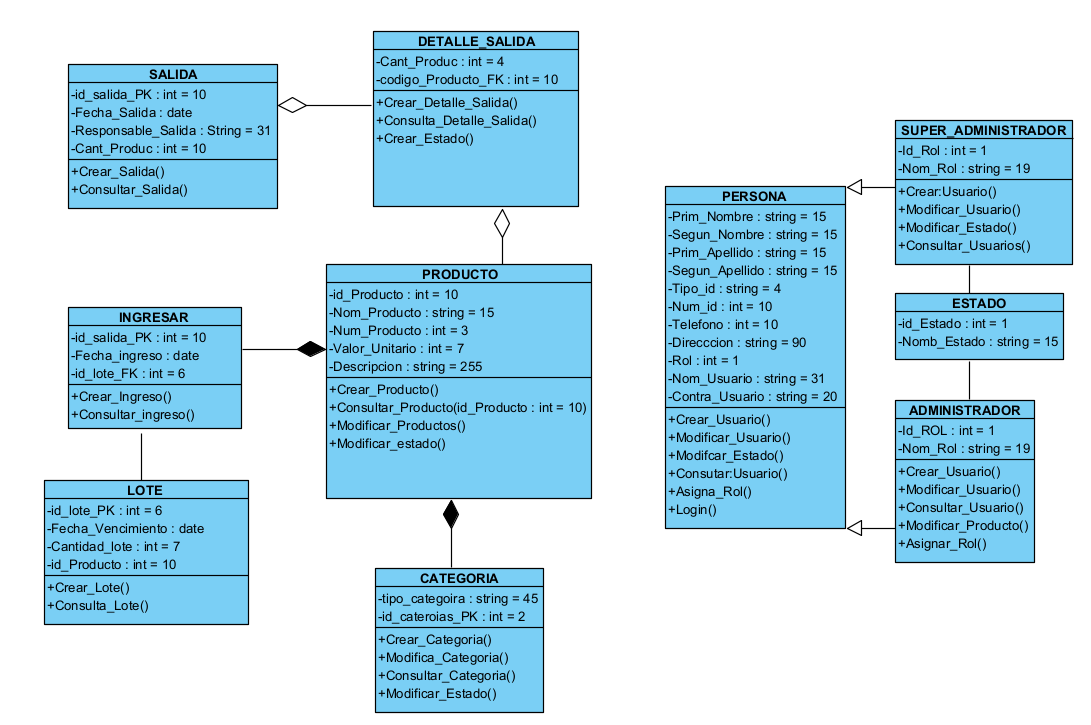 DETALLE_SALIDA
-Cant_Produc : int = 4
-codigo_Producto_FK : int = 10
+Crear_Detalle_Salida()
+Consulta_Detalle_Salida()
+Crear_Estado()
SALIDA
-id_salida_PK : int = 10
-Fecha_Salida : date
-Responsable_Salida : String = 31
-Cant_Produc : int = 10
+Crear_Salida()
+Consultar_Salida()
SUPER_ADMINISTRADOR
-Id_Rol : int = 1
-Nom_Rol : string = 19
+Crear:Usuario()
+Modificar_Usuario()
+Modificar_Estado()
+Consultar_Usuarios()
PERSONA
-Prim_Nombre : string = 15
-Segun_Nombre : string = 15
-Prim_Apellido : string = 15
-Segun_Apellido : string = 15
-Tipo_id : string = 4
-Num_id : int = 10
-Telefono : int = 10
-Direcccion : string = 90
-Rol : int = 1
-Nom_Usuario : string = 31
-Contra_Usuario : string = 20
+Crear_Usuario()
+Modificar_Usuario()
+Modifcar_Estado()
+Consutar:Usuario()
+Asigna_Rol()
+Login()
PRODUCTO
-id_Producto : int = 10
-Nom_Producto : string = 15
-Num_Producto : int = 3
-Valor_Unitario : int = 7
-Descripcion : string = 255
+Crear_Producto()
+Consultar_Producto(id_Producto : int = 10)
+Modificar_Productos()
+Modificar_estado()
INGRESAR
-id_salida_PK : int = 10
-Fecha_ingreso : date
-id_lote_FK : int = 6
+Crear_Ingreso()
+Consultar_ingreso()
ESTADO
-id_Estado : int = 1
-Nomb_Estado : string = 15
ADMINISTRADOR
-Id_ROL : int = 1
-Nom_Rol : string = 19
+Crear_Usuario()
+Modificar_Usuario()
+Consultar_Usuario()
+Modificar_Producto()
+Asignar_Rol()
LOTE
-id_lote_PK : int = 6
-Fecha_Vencimiento : date
-Cantidad_lote : int = 7
-id_Producto : int = 10
+Crear_Lote()
+Consulta_Lote()
CATEGORIA
-tipo_categoira : string = 45
-id_cateroias_PK : int = 2
+Crear_Categoria()
+Modifica_Categoria()
+Consultar_Categoria()
+Modificar_Estado()